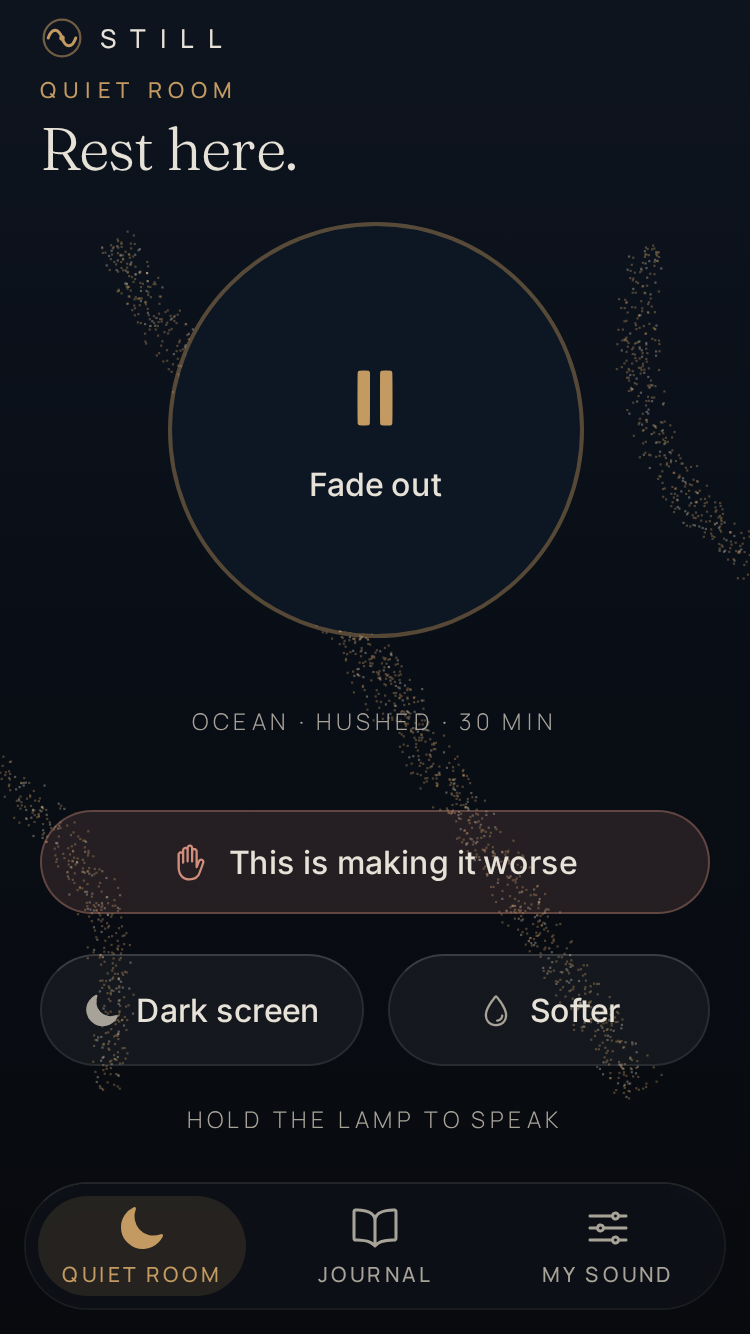 STILL
QUIET ROOM
Rest here.
Fade out
OCEAN · HUSHED · 30 MIN
This is making it worse
Dark screen
Softer
HOLD THE LAMP TO SPEAK
QUIET ROOM
JOURNAL
MY SOUND